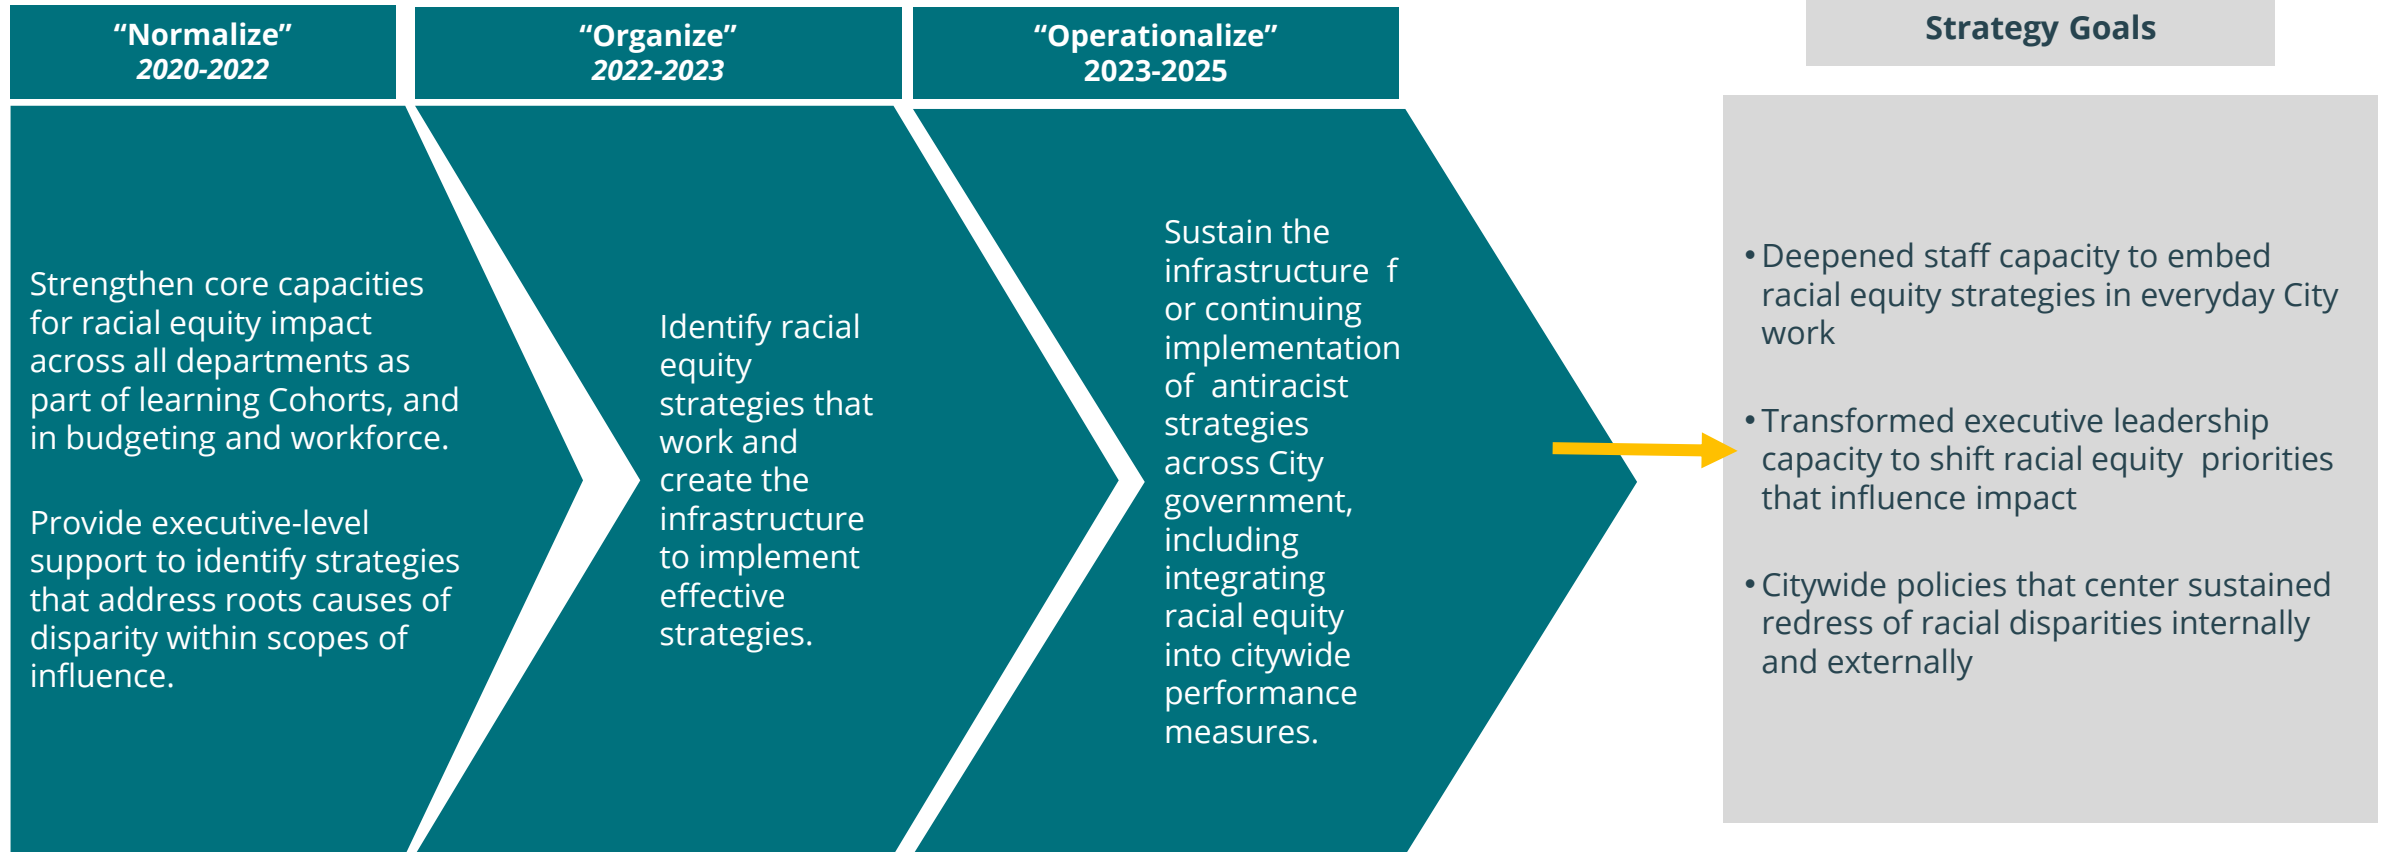 “Normalize”
2020-2022
Strengthen core capacities
for racial equity impact
across all departments as
part of learning Cohorts, and
in budgeting and workforce.
Provide executive-level
support to identify strategies
that address roots causes of
disparity within scopes of
influence.
“Organize”
2022-2023
Identify racial
equity
strategies that
work and
create the
infrastructure
to implement
effective
strategies.
“Operationalize”
2023-2025
Sustain the
infrastructure f
or continuing
implementation
of antiracist
strategies
across City
government,
including
integrating
racial equity
into citywide
performance
measures.
Strategy Goals
• Deepened staff capacity to embed
racial equity strategies in everyday City
work
• Transformed executive leadership
capacity to shift racial equity priorities
that influence impact
• Citywide policies that center sustained
redress of racial disparities internally
and externally